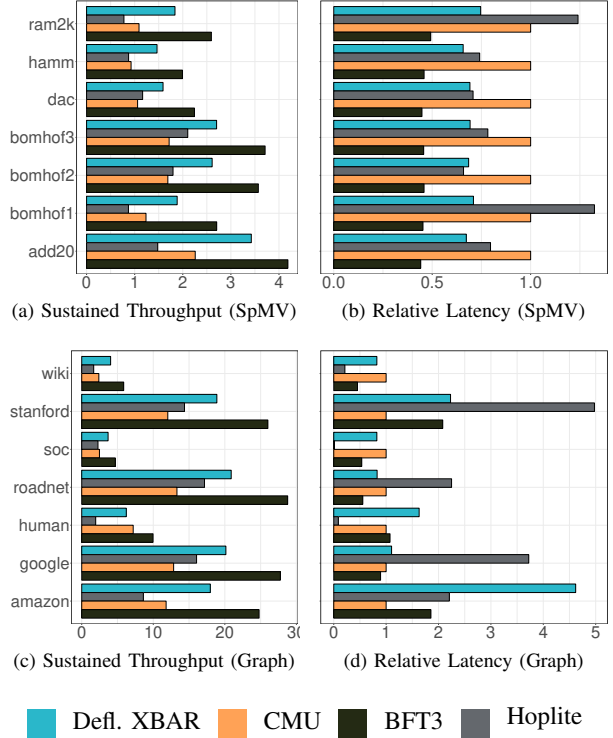 ram2k
hamm
dac
bomhof3
bomhof2
bomhof1
add20
0 1 2 3 4
0.0 0.5 1.0
(a) Sustained Throughput (SpMV)
(b) Relative Latency (SpMV)
wiki
stanford
soc
roadnet
human
google
amazon
0 10 20 30
0 1 2 3 4 5
(c) Sustained Throughput (Graph)
(d) Relative Latency (Graph)
Defl. XBAR CMU BFT3 Hoplite